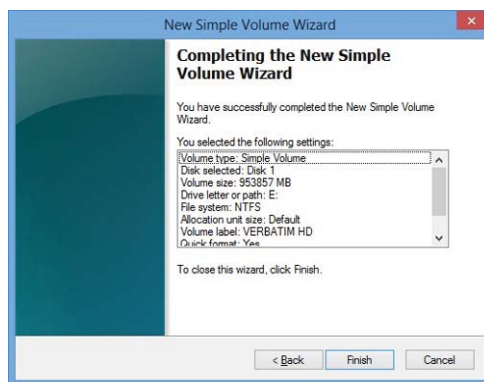 New Simple Volume Wizard
Completing the New Simple
Volume Wizard
You have successfully completed the New Simple Volume
Wizard.
You selected the following settings:
Volume type: Simple Volume
Disk selected: Disk 1
Volume size: 953857 MB
Drive letter or path: E:
File system: NTFS
Allocation unit size: Default
Volume label: VERBATIM HD
Quick format: Yes
To close this wizard, click Finish.
< Back
Finish
Cancel